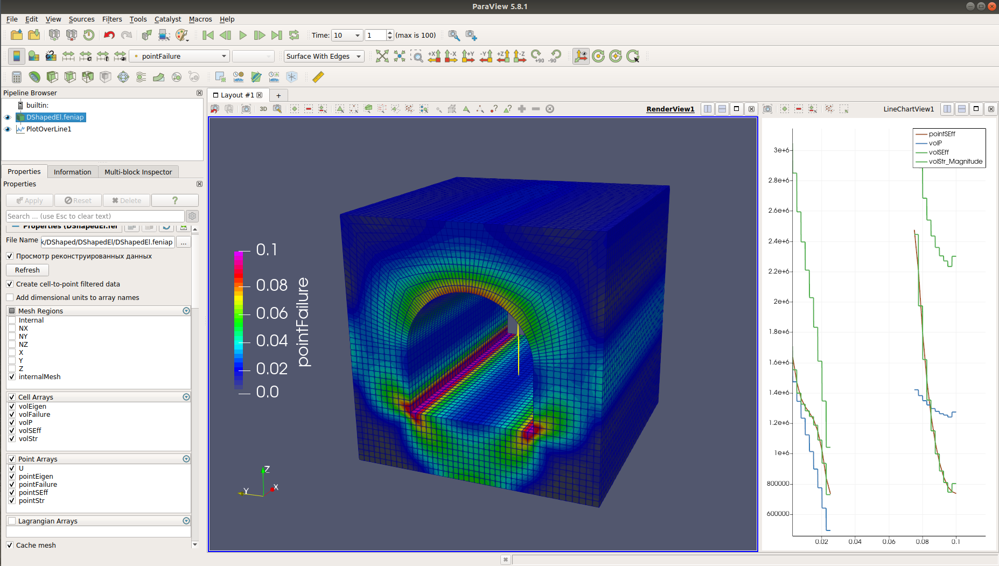 ParaView 5.8.1
File Edit View Sources Filters Tools Catalyst Macros Help
Time: 10 1 (max is 100)
pointFailure Surface With Edges +X -X +Y -Y +Z -Z +90 -90
Pipeline Browser
builtin:
DShapedEl.feniap
PlotOverLine1
Properties Information Multi-block Inspector
Properties
Apply Reset Delete ?
Search ... (use Esc to clear text)
Properties (DShapedEl.fer
File Name k/DShaped/DShapedEl/DShapedEl.feniap ...
Просмотр реконструированных данных
Refresh
Create cell-to-point filtered data
Add dimensional units to array names
Mesh Regions
Internal
NX
NY
NZ
X
Y
Z
internalMesh
Cell Arrays
volEigen
volFailure
volP
volSEff
volStr
Point Arrays
U
pointEigen
pointFailure
pointSEff
pointStr
Lagrangian Arrays
Cache mesh
Layout #1 +
3D ? ? RenderView1
0.1
0.08
0.06
0.04
0.02
0.0
pointFailure
Z
Y
X
LineChartView1
pointSEff
volP
volSEff
volStr_Magnitude
3e+6
2.8e+6
2.6e+6
2.4e+6
2.2e+6
2e+6
1.8e+6
1.6e+6
1.4e+6
1.2e+6
1e+6
800000
600000
0.02 0.04 0.06 0.08 0.1